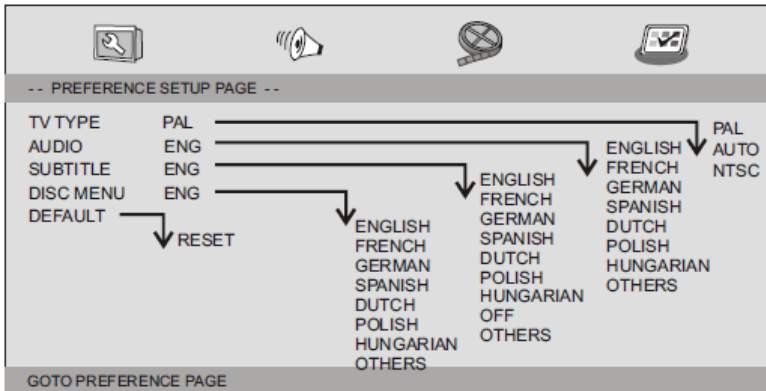 -- PREFERENCE SETUP PAGE --
TV TYPE PAL
AUDIO ENG
SUBTITLE ENG
DISC MENU ENG
DEFAULT
RESET
ENGLISH
FRENCH
GERMAN
SPANISH
DUTCH
POLISH
HUNGARIAN
OTHERS
ENGLISH
FRENCH
GERMAN
SPANISH
DUTCH
POLISH
HUNGARIAN
OFF
OTHERS
ENGLISH
FRENCH
GERMAN
SPANISH
DUTCH
POLISH
HUNGARIAN
OTHERS
PAL
AUTO
NTSC
GOTO PREFERENCE PAGE